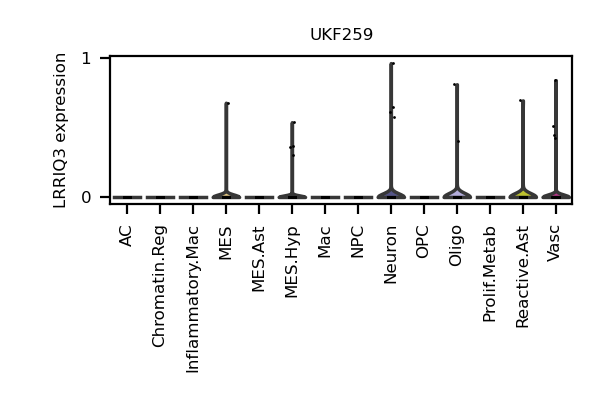 UKF259
LRRIQ3 expression
1
0
AC
Chromatin.Reg
Inflammatory.Mac
MES
MES.Ast
MES.Hyp
Mac
NPC
Neuron
OPC
Oligo
Prolif.Metab
Reactive.Ast
Vasc